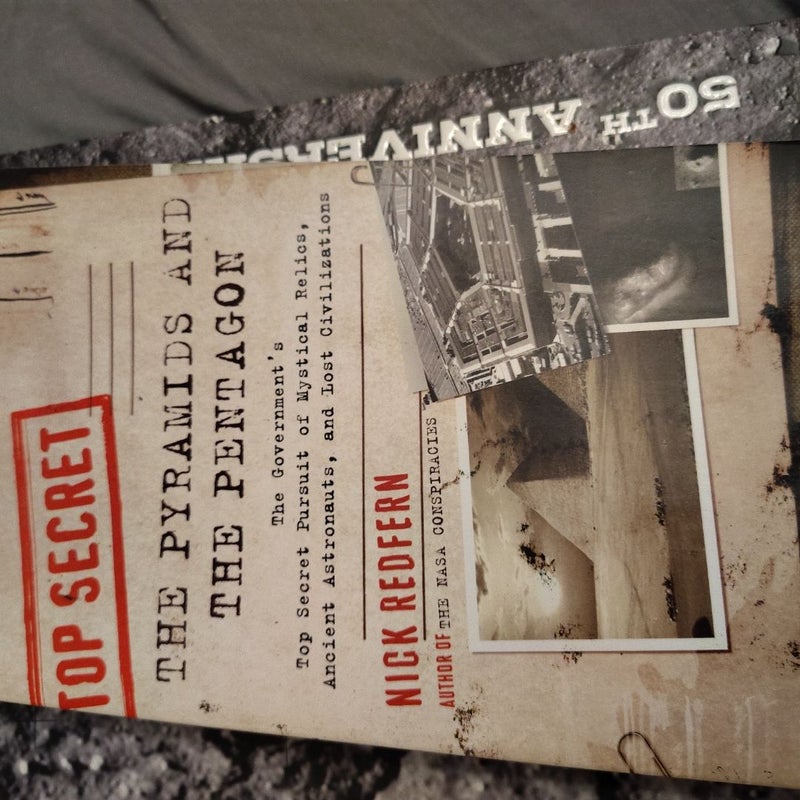 TOP SECRET
THE PYRAMIDS AND
THE PENTAGON
The Government's
Top Secret Pursuit of Mystical Relics,
Ancient Astronauts, and Lost Civilizations
NICK REDFERN
AUTHOR OF THE NASA CONSPIRACIES
50TH